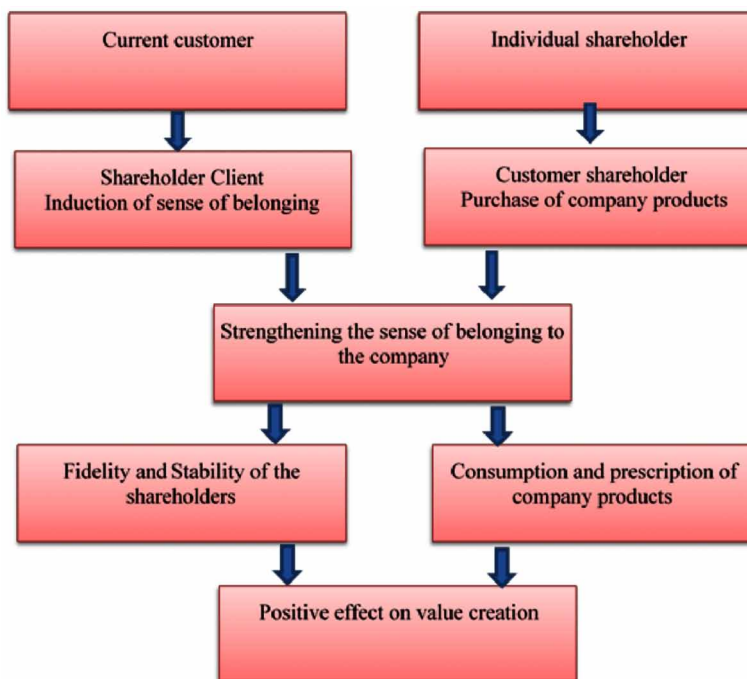 Current customer
Individual shareholder
Shareholder Client
Induction of sense of belonging
Customer shareholder
Purchase of company products
Strengthening the sense of belonging to
the company
Fidelity and Stability of the
shareholders
Consumption and prescription of
company products
Positive effect on value creation